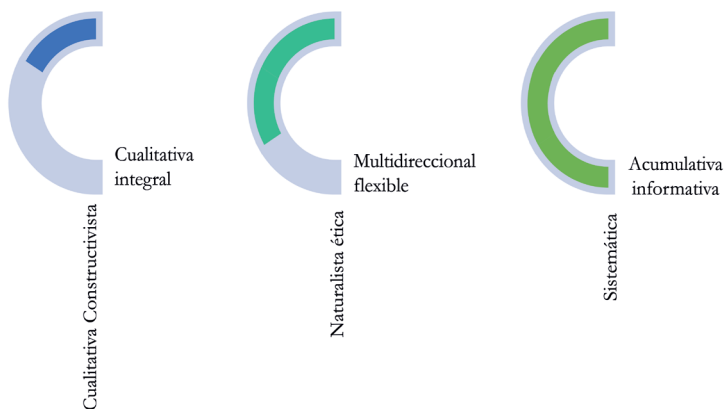 Cualitativa
integral
Cualitativa Constructivista
Multidireccional
flexible
Naturalista ética
Acumulativa
informativa
Sistemática